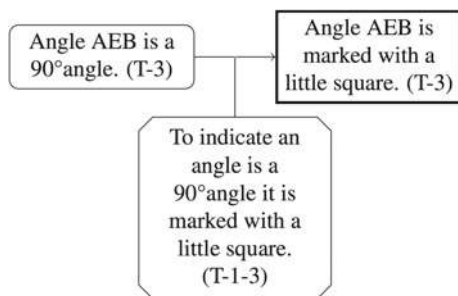 Angle AEB is a
90°angle. (T-3)
Angle AEB is
marked with a
little square. (T-3)
To indicate an
angle is a
90°angle it is
marked with a
little square.
(T-1-3)